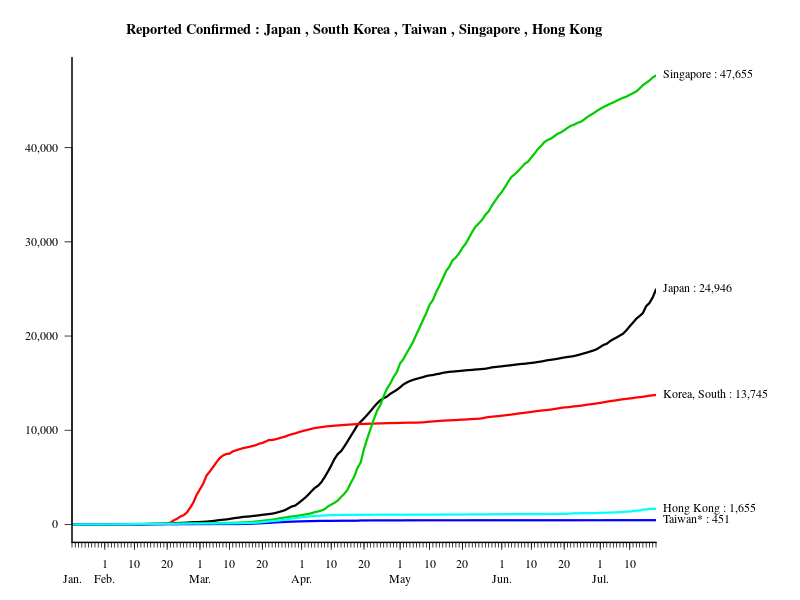 Reported Confirmed : Japan , South Korea , Taiwan , Singapore , Hong Kong
Singapore : 47,655
40,000
30,000
Japan : 24,946
20,000
Korea, South : 13,745
10,000
Hong Kong : 1,655
Taiwan* : 451
0
1 10 20 1 10 20 1 10 20 1 10 20 1 10 20 1 10
Jan. Feb. Mar. Apr. May Jun. Jul.